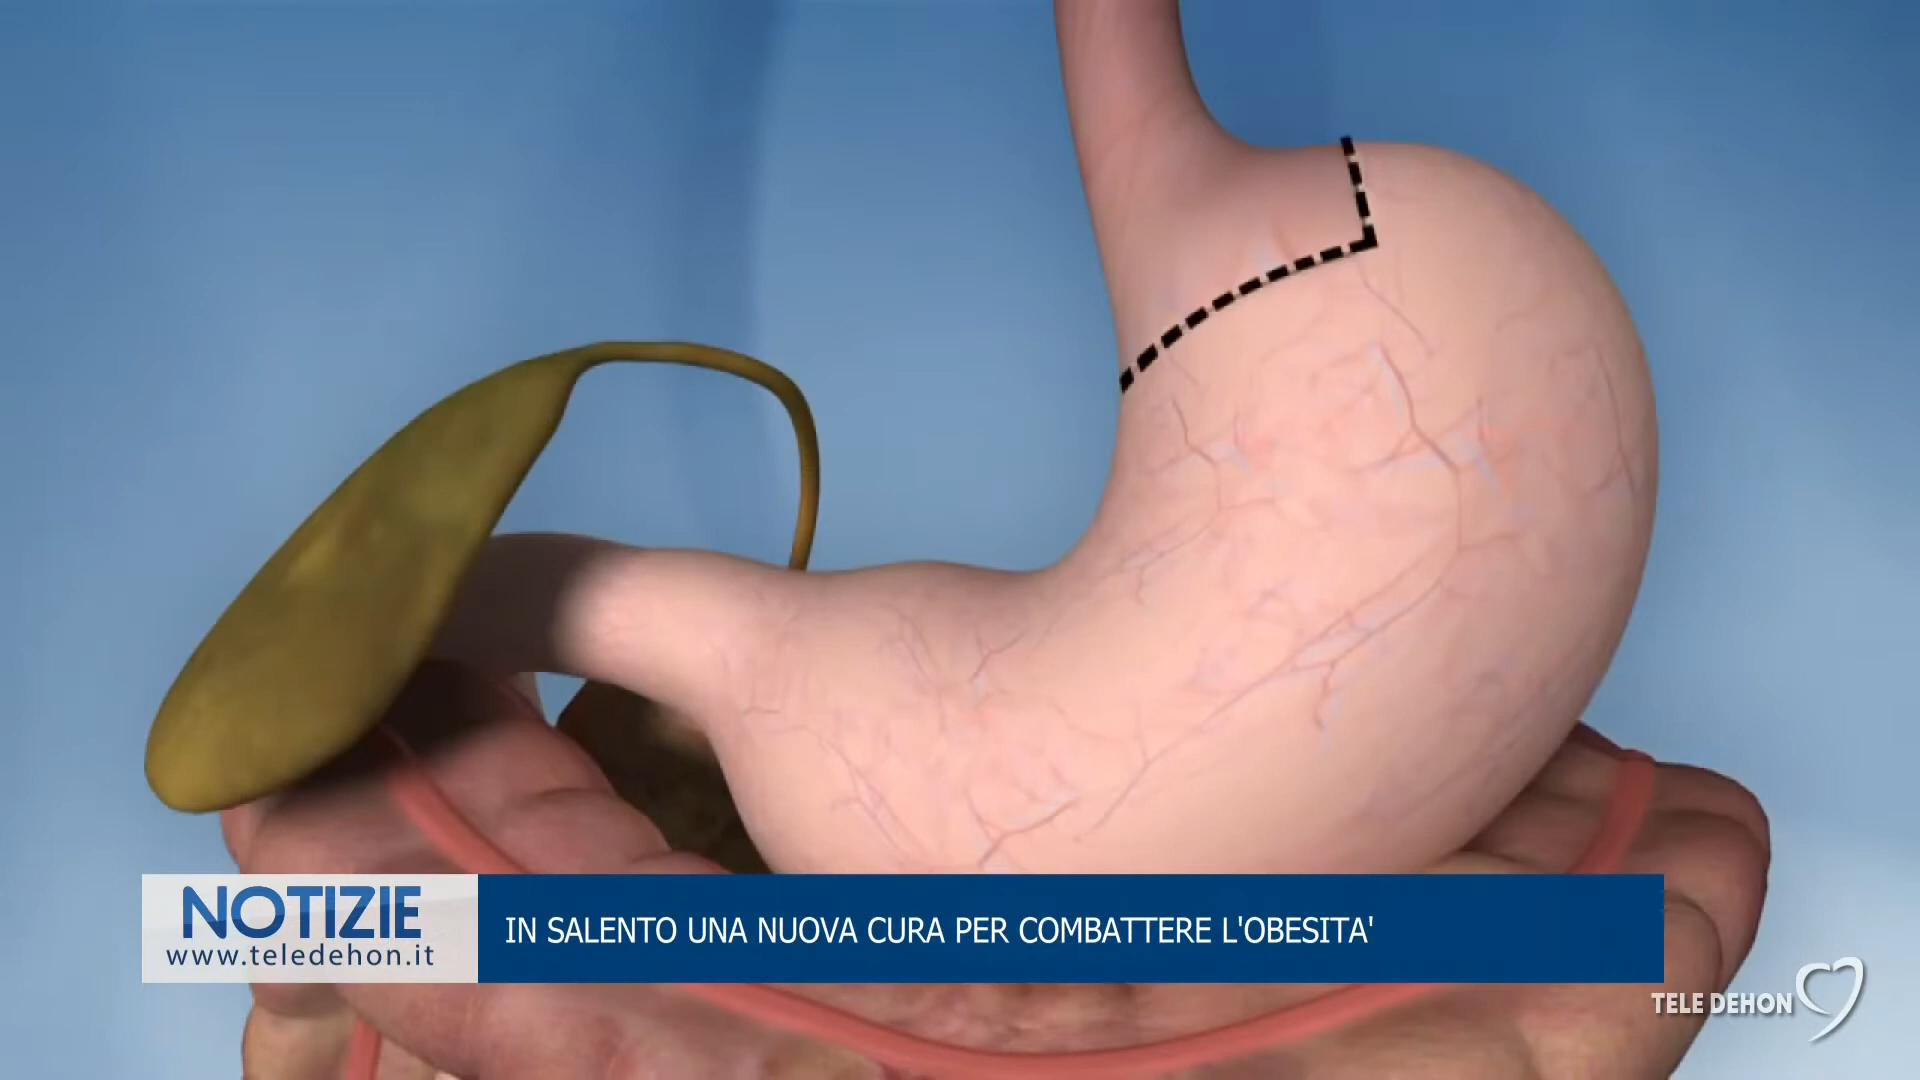 NOTIZIE
www.teledehon.it
IN SALENTO UNA NUOVA CURA PER COMBATTERE L'OBESITA'
TELE DEHON